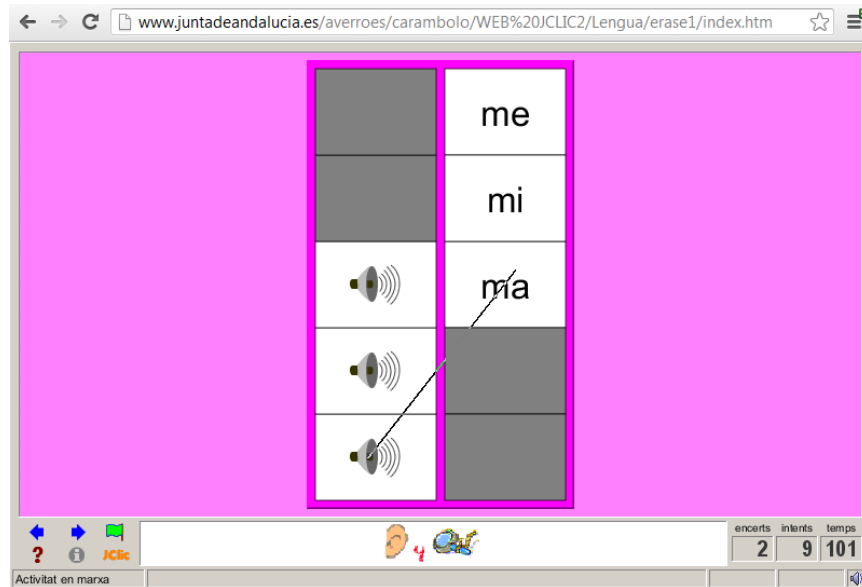 www.juntadeandalucia.es/averroes/carambolo/WEB%20JCLIC2/Lengua/erase1/index.htm
me
mi
ma
? i JClic
y
encerts intents temps
2 9 101
Activitat en marxa